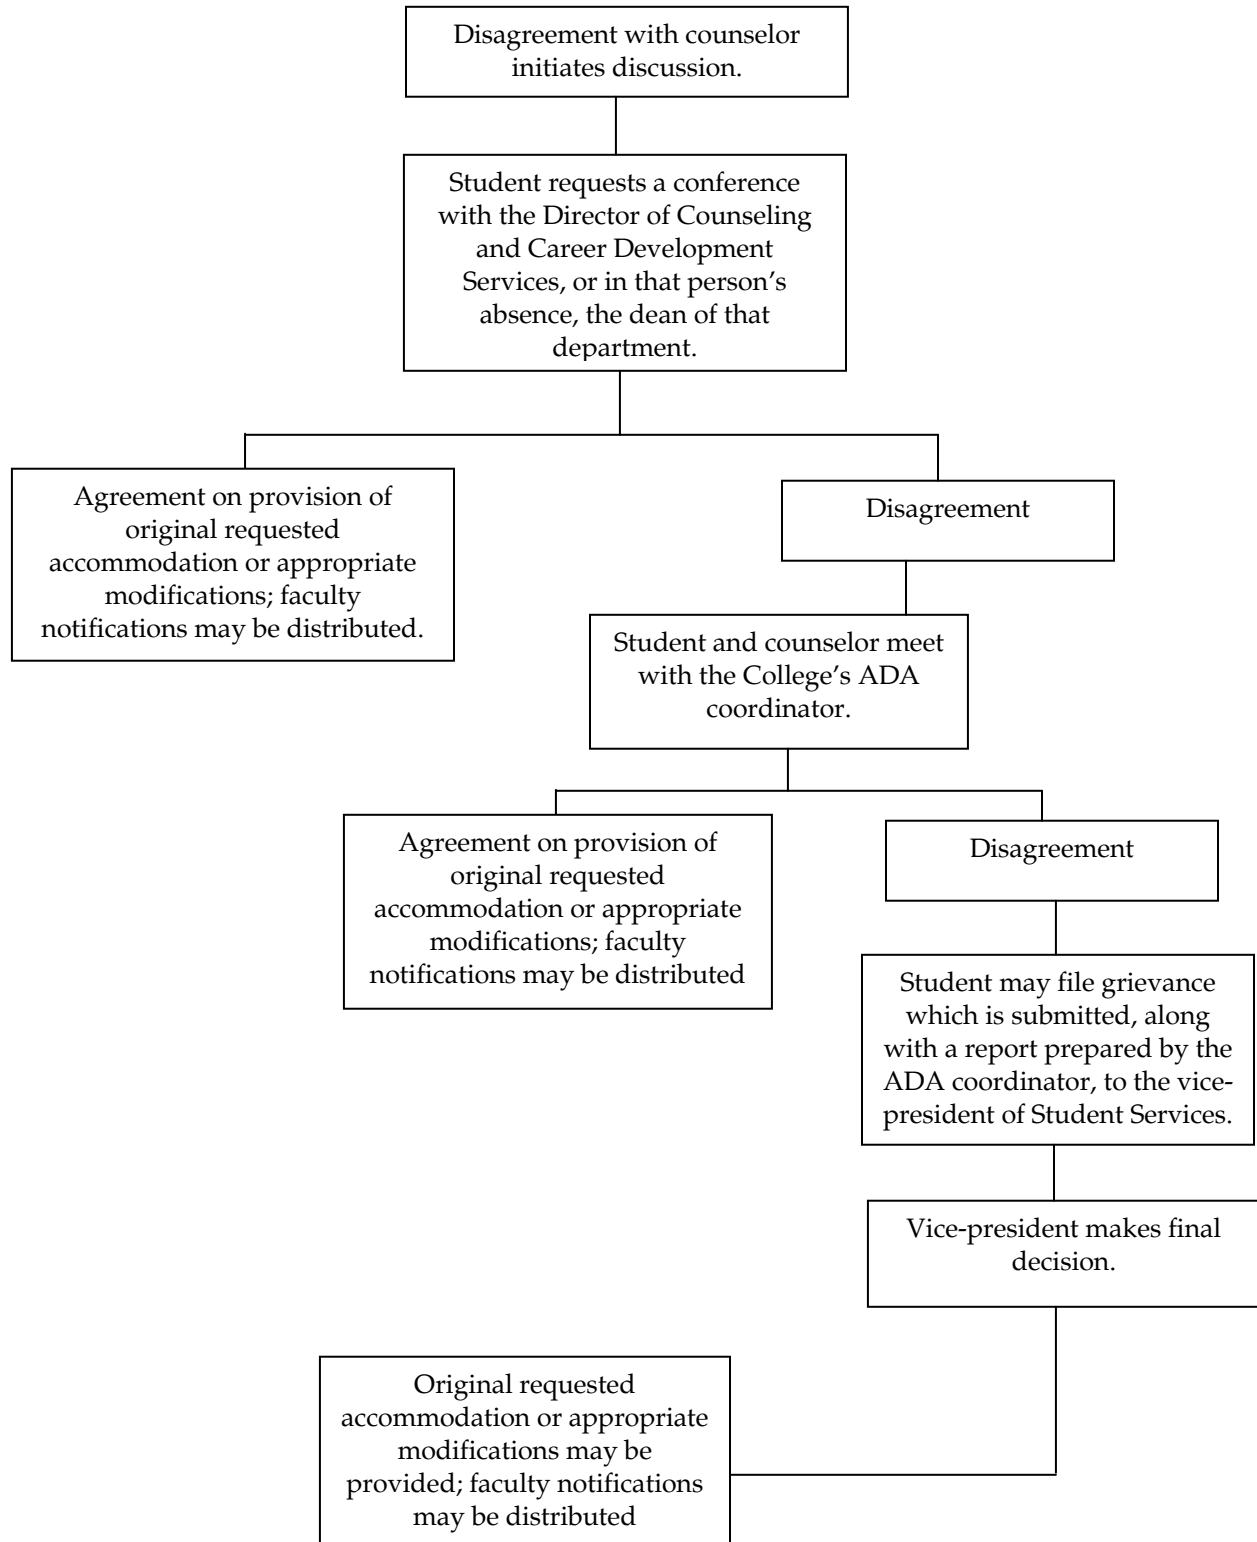 Disagreement with counselor
initiates discussion.
Student requests a conference
with the Director of Counseling
and Career Development
Services, or in that person’s
absence, the dean of that
department.
Agreement on provision of
original requested
accommodation or appropriate
modifications; faculty
notifications may be distributed.
Disagreement
Student and counselor meet
with the College’s ADA
coordinator.
Agreement on provision of
original requested
accommodation or appropriate
modifications; faculty
notifications may be distributed
Disagreement
Student may file grievance
which is submitted, along
with a report prepared by the
ADA coordinator, to the vice-
president of Student Services.
Vice-president makes final
decision.
Original requested
accommodation or appropriate
modifications may be
provided; faculty notifications
may be distributed